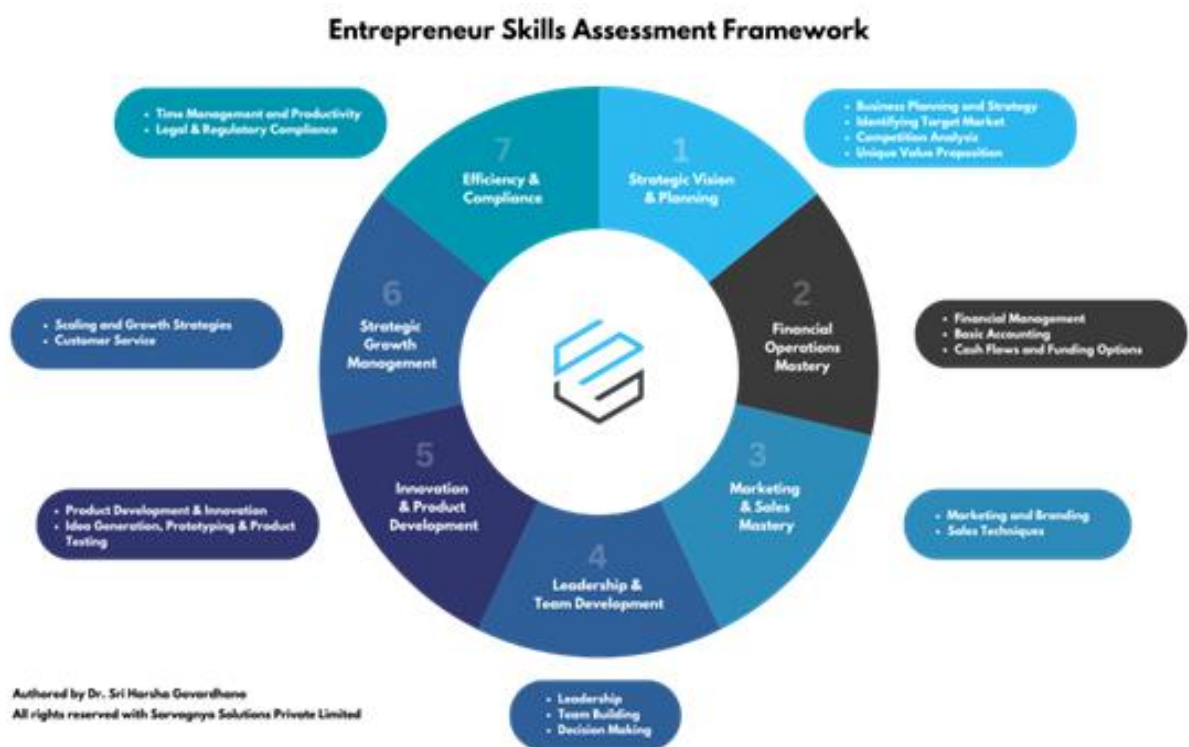 Entrepreneur Skills Assessment Framework
• Time Management and Productivity
• Legal & Regulatory Compliance
• Business Planning and Strategy
• Identifying Target Market
• Competition Analysis
• Unique Value Proposition
7
Efficiency &
Compliance
1
Strategic Vision
& Planning
6
Strategic
Growth
Management
2
Financial
Operations
Mastery
• Scaling and Growth Strategies
• Customer Service
• Financial Management
• Basic Accounting
• Cash Flows and Funding Options
5
Innovation
& Product
Development
3
Marketing
& Sales
Mastery
• Product Development & Innovation
• Idea Generation, Prototyping & Product
Testing
• Marketing and Branding
• Sales Techniques
4
Leadership &
Team Development
• Leadership
• Team Building
• Decision Making
Authored by Dr. Sri Harsha Gavardhana
All rights reserved with Sarvagnya Solutions Private Limited